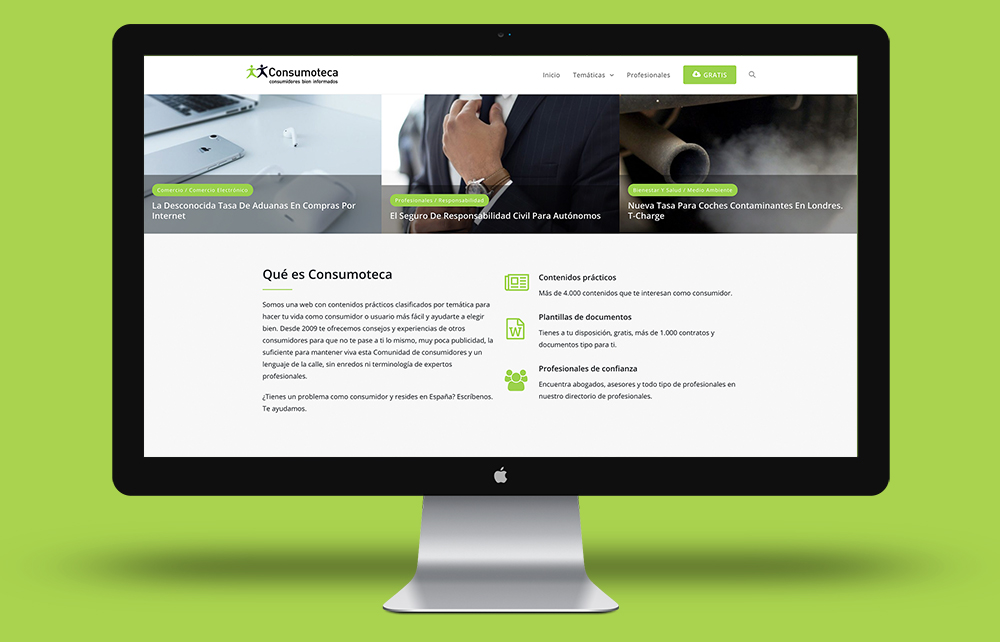 Consumoteca
consumidores bien informados
Inicio Temáticas Profesionales GRATIS
Comercio / Comercio Electrónico
La Desconocida Tasa De Aduanas En Compras Por
Internet
Profesionales / Responsabilidad
El Seguro De Responsabilidad Civil Para Autónomos
Bienestar Y Salud / Medio Ambiente
Nueva Tasa Para Coches Contaminantes En Londres.
T-Charge
Qué es Consumoteca
Somos una web con contenidos prácticos clasificados por temática para
hacer tu vida como consumidor o usuario más fácil y ayudarte a elegir
bien. Desde 2009 te ofrecemos consejos y experiencias de otros
consumidores para que no te pase a ti lo mismo, muy poca publicidad, la
suficiente para mantener viva esta Comunidad de consumidores y un
lenguaje de la calle, sin enredos ni terminología de expertos
profesionales.
¿Tienes un problema como consumidor y resides en España? Escríbenos.
Te ayudamos.
Contenidos prácticos
Más de 4.000 contenidos que te interesan como consumidor.
W
Plantillas de documentos
Tienes a tu disposición, gratis, más de 1.000 contratos y
documentos tipo para ti.
Profesionales de confianza
Encuentra abogados, asesores y todo tipo de profesionales en
nuestro directorio de profesionales.